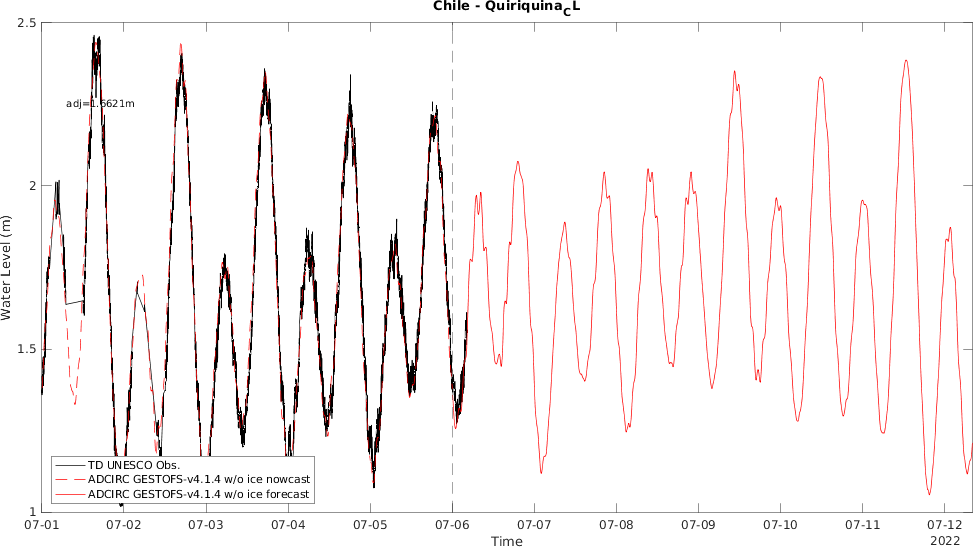 Chile - Quiriquina_CL
2.5
adj=1.6621m
2
Water Level (m)
1.5
TD UNESCO Obs.
ADCIRC GESTOFS-v4.1.4 w/o ice nowcast
ADCIRC GESTOFS-v4.1.4 w/o ice forecast
1
07-01 07-02 07-03 07-04 07-05 07-06 07-07 07-08 07-09 07-10 07-11 07-12
Time
2022